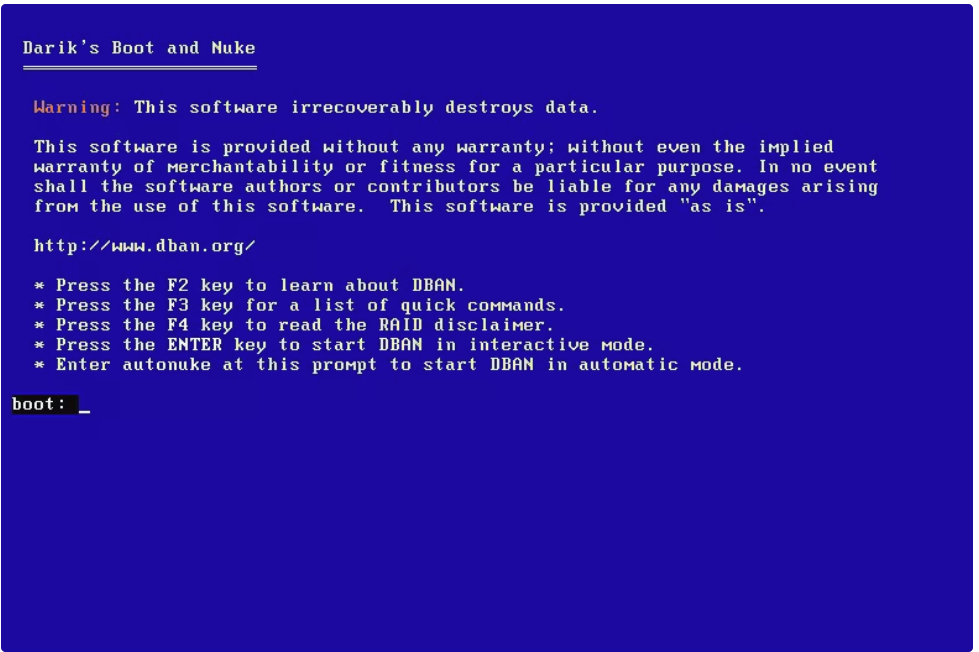 Darik's Boot and Nuke
Warning: This software irrecoverably destroys data.
This software is provided without any warranty; without even the implied
warranty of merchantability or fitness for a particular purpose. In no event
shall the software authors or contributors be liable for any damages arising
from the use of this software.  This software is provided "as is".
http://www.dban.org/
* Press the F2 key to learn about DBAN.
* Press the F3 key for a list of quick commands.
* Press the F4 key to read the RAID disclaimer.
* Press the ENTER key to start DBAN in interactive mode.
* Enter autonuke at this prompt to start DBAN in automatic mode.
boot: _